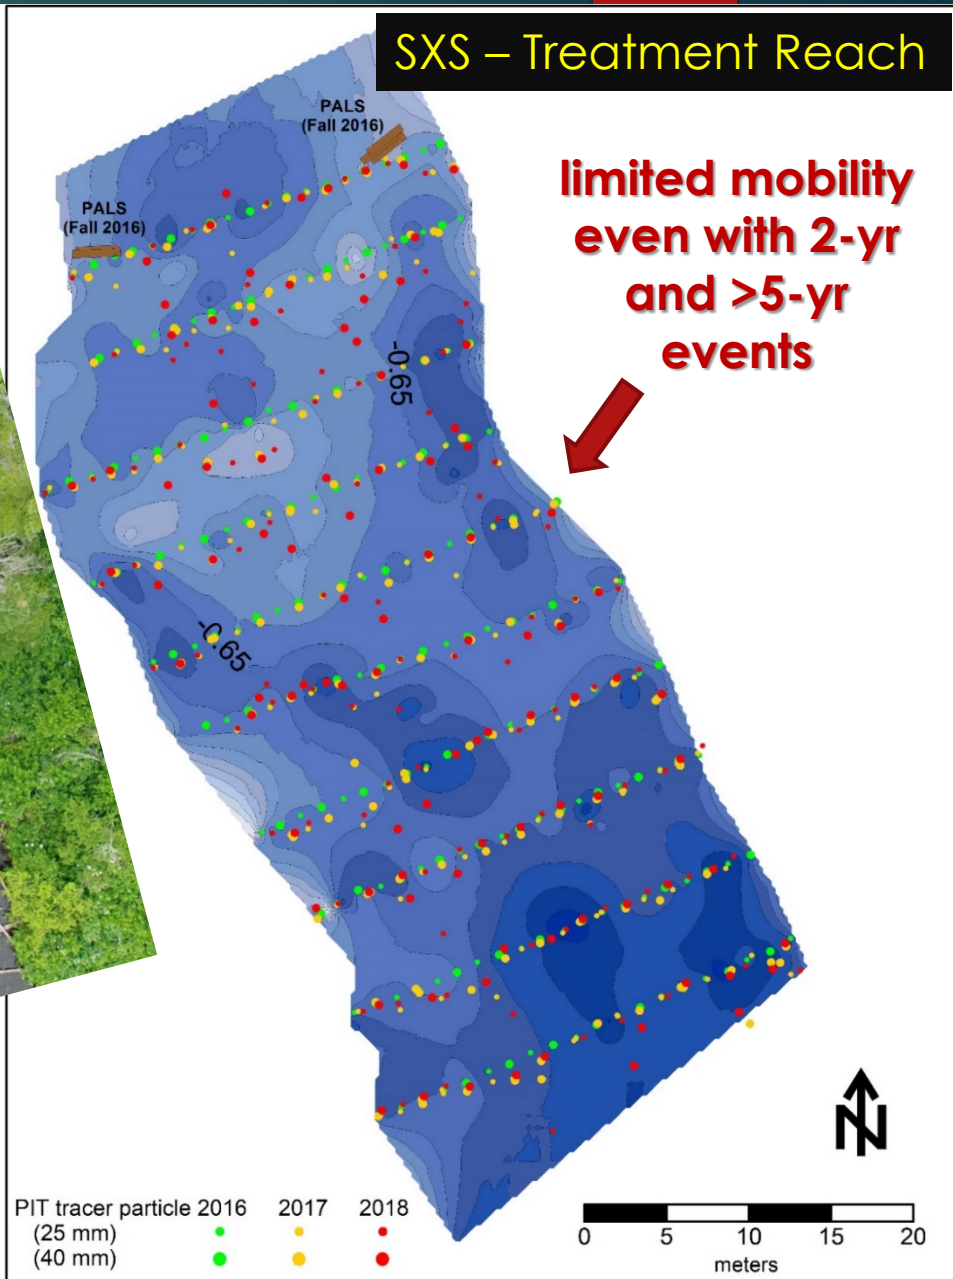 SXS – Treatment Reach
PALS
(Fall 2016)
PALS
(Fall 2016)
limited mobility
even with 2-yr
and >5-yr
events
-0.65
-0.65
N
PIT tracer particle 2016 2017 2018
(25 mm)
(40 mm)
0 5 10 15 20
meters